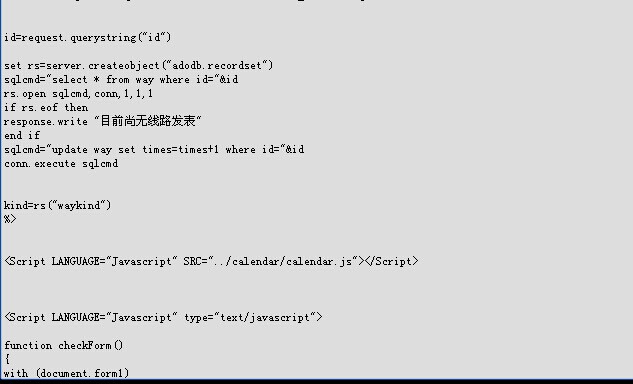 id=request.querystring("id")
set rs=server.createobject("adodb.recordset")
sqlcmd="select * from way where id="&id
rs.open sqlcmd,conn,1,1,1
if rs.eof then
response.write "目前尚无线路发表"
end if
sqlcmd="update way set times=times+1 where id="&id
conn.execute sqlcmd
kind=rs("waykind")
%>
<Script LANGUAGE="Javascript" SRC="../calendar/calendar.js"></Script>
<Script LANGUAGE="Javascript" type="text/javascript">
function checkForm()
{
with (document.form1)